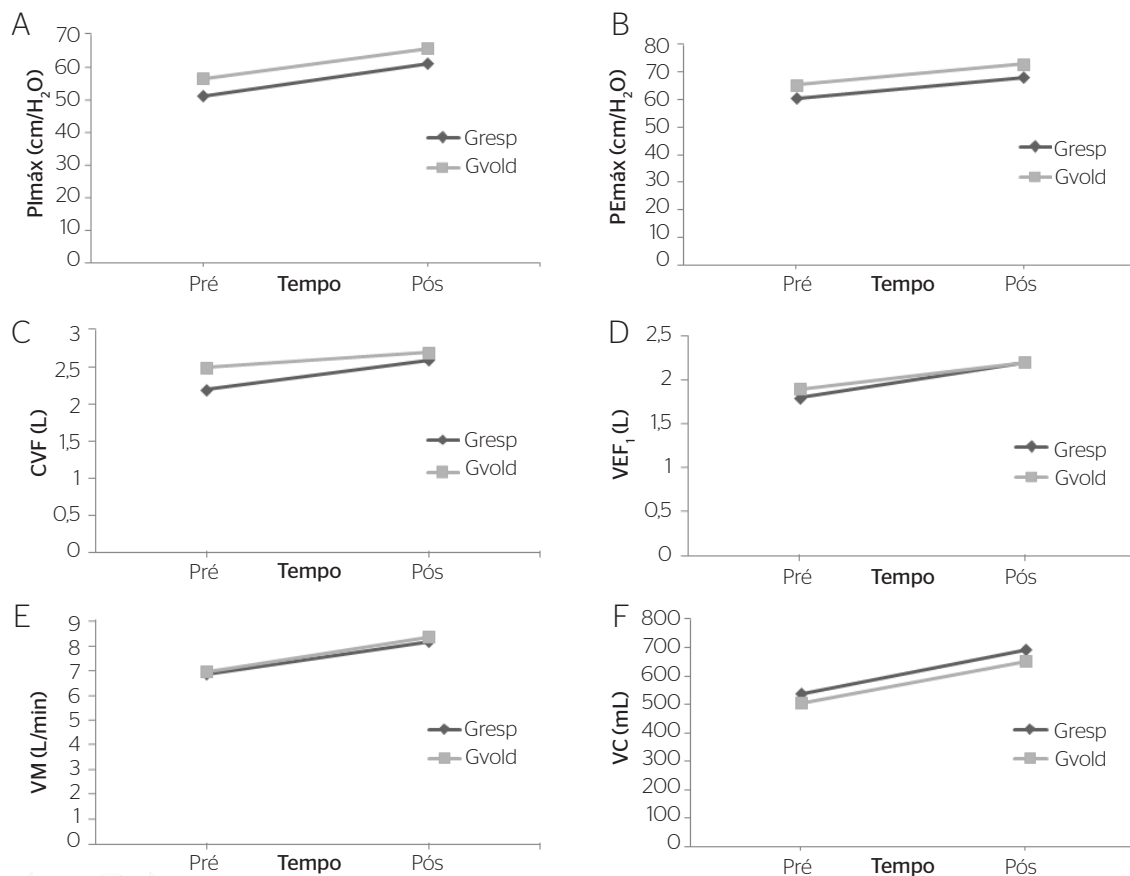 A
PImáx (cm/H₂O)
70
60
50
40
30
20
10
0
Gresp
Gvold
Pré
Tempo
Pós
B
PEmáx (cm/H₂O)
80
70
60
50
40
30
20
10
0
Gresp
Gvold
Pré
Tempo
Pós
C
CVF (L)
3
2,5
2
1,5
1
0,5
0
Gresp
Gvold
Pré
Tempo
Pós
D
VEF₁ (L)
2,5
2
1,5
1
0,5
0
Gresp
Gvold
Pré
Tempo
Pós
E
VM (L/min)
9
8
7
6
5
4
3
2
1
0
Gresp
Gvold
Pré
Tempo
Pós
F
VC (mL)
800
700
600
500
400
300
200
100
0
Gresp
Gvold
Pré
Tempo
Pós